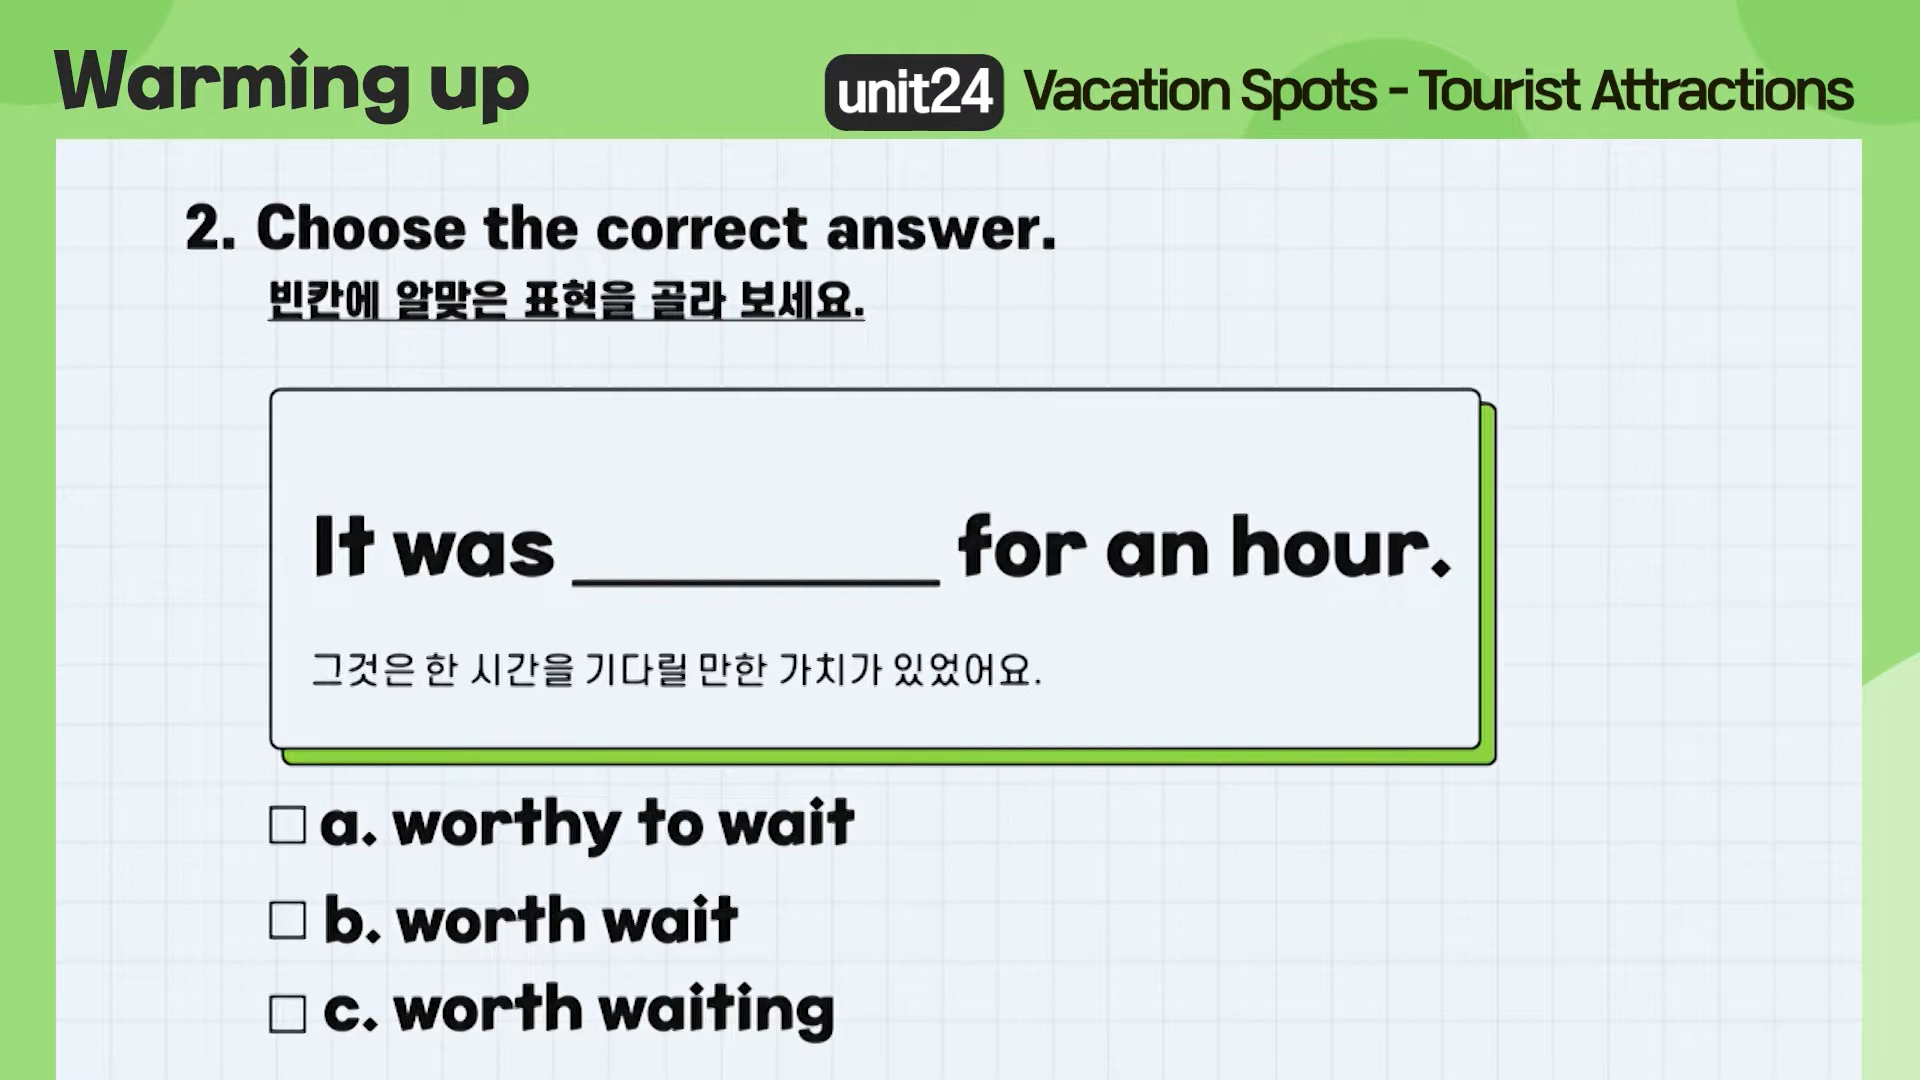 Warming up
unit24 Vacation Spots - Tourist Attractions
2. Choose the correct answer.
빈칸에 알맞은 표현을 골라 보세요.
It was __________ for an hour.
그것은 한 시간을 기다릴 만한 가치가 있었어요.
□ a. worthy to wait
□ b. worth wait
□ c. worth waiting